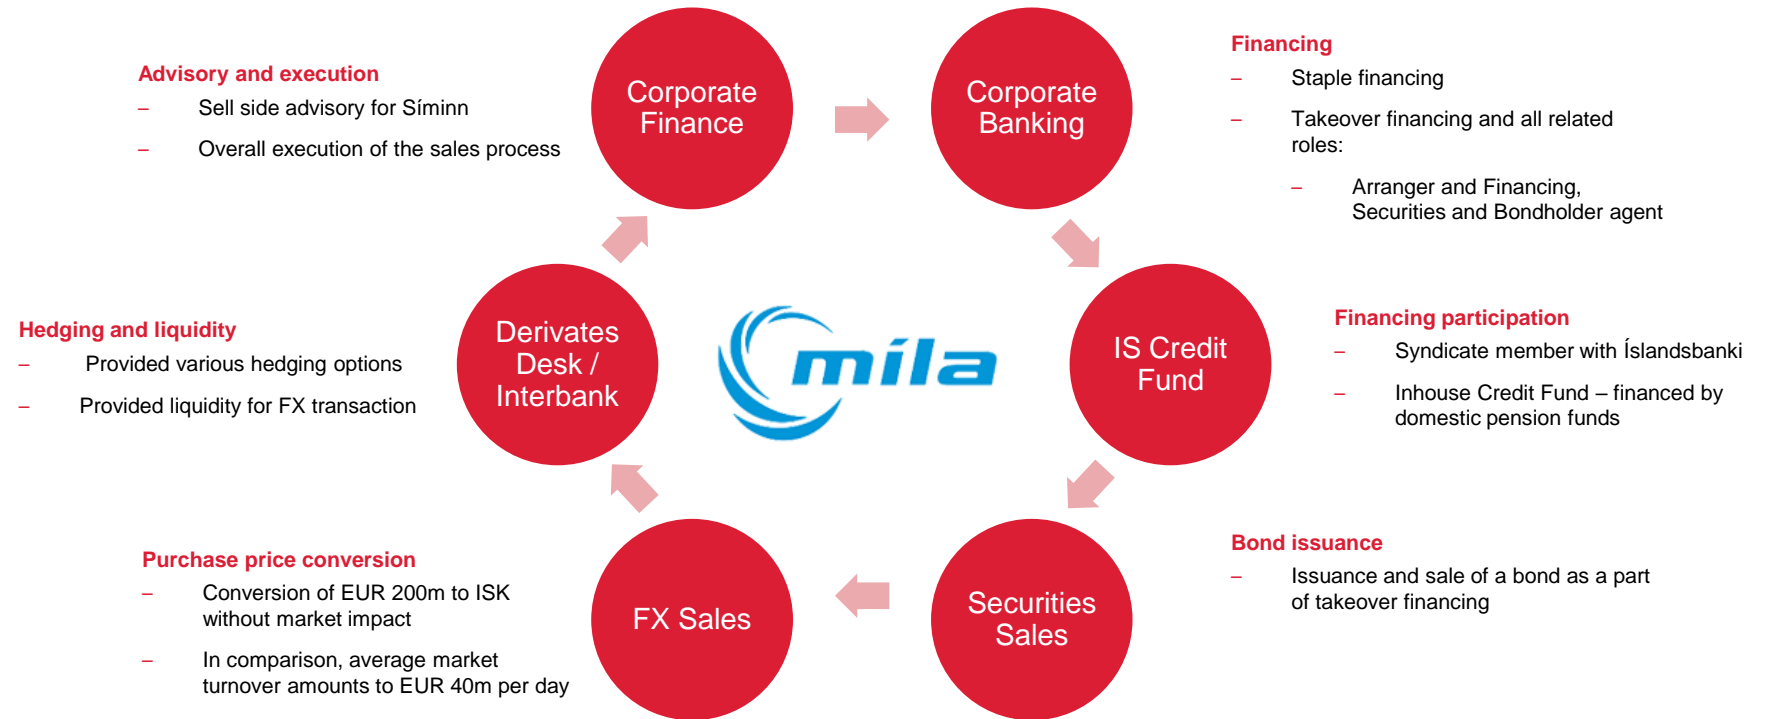 Advisory and execution
– Sell side advisory for Síminn
– Overall execution of the sales process
Corporate
Finance
Corporate
Banking
Financing
– Staple financing
– Takeover financing and all related
roles:
– Arranger and Financing,
Securities and Bondholder agent
Hedging and liquidity
– Provided various hedging options
– Provided liquidity for FX transaction
Derivates
Desk /
Interbank
míla
IS Credit
Fund
Financing participation
– Syndicate member with Íslandsbanki
– Inhouse Credit Fund – financed by
domestic pension funds
Purchase price conversion
– Conversion of EUR 200m to ISK
without market impact
– In comparison, average market
turnover amounts to EUR 40m per day
FX Sales
Securities
Sales
Bond issuance
– Issuance and sale of a bond as a part
of takeover financing